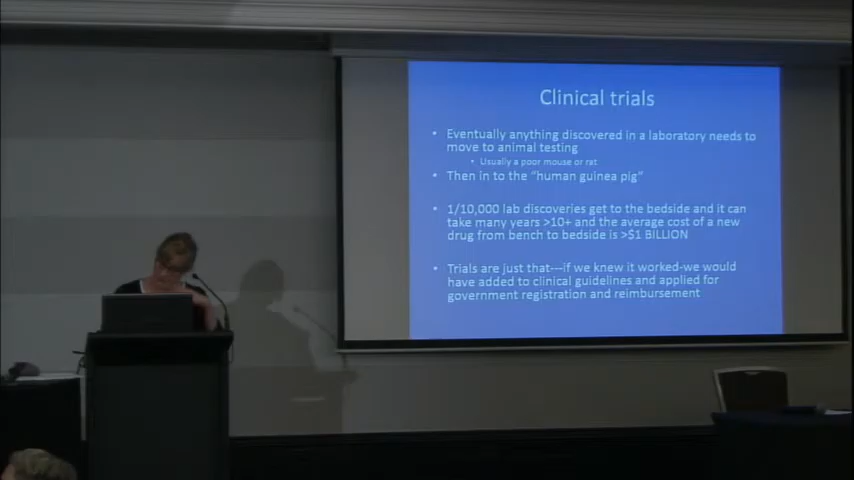 Clinical trials
• Eventually anything discovered in a laboratory needs to
move to animal testing
• Usually a poor mouse or rat
• Then in to the “human guinea pig”
• 1/10,000 lab discoveries get to the bedside and it can
take many years >10+ and the average cost of a new
drug from bench to bedside is >$1 BILLION
• Trials are just that---if we knew it worked-we would
have added to clinical guidelines and applied for
government registration and reimbursement